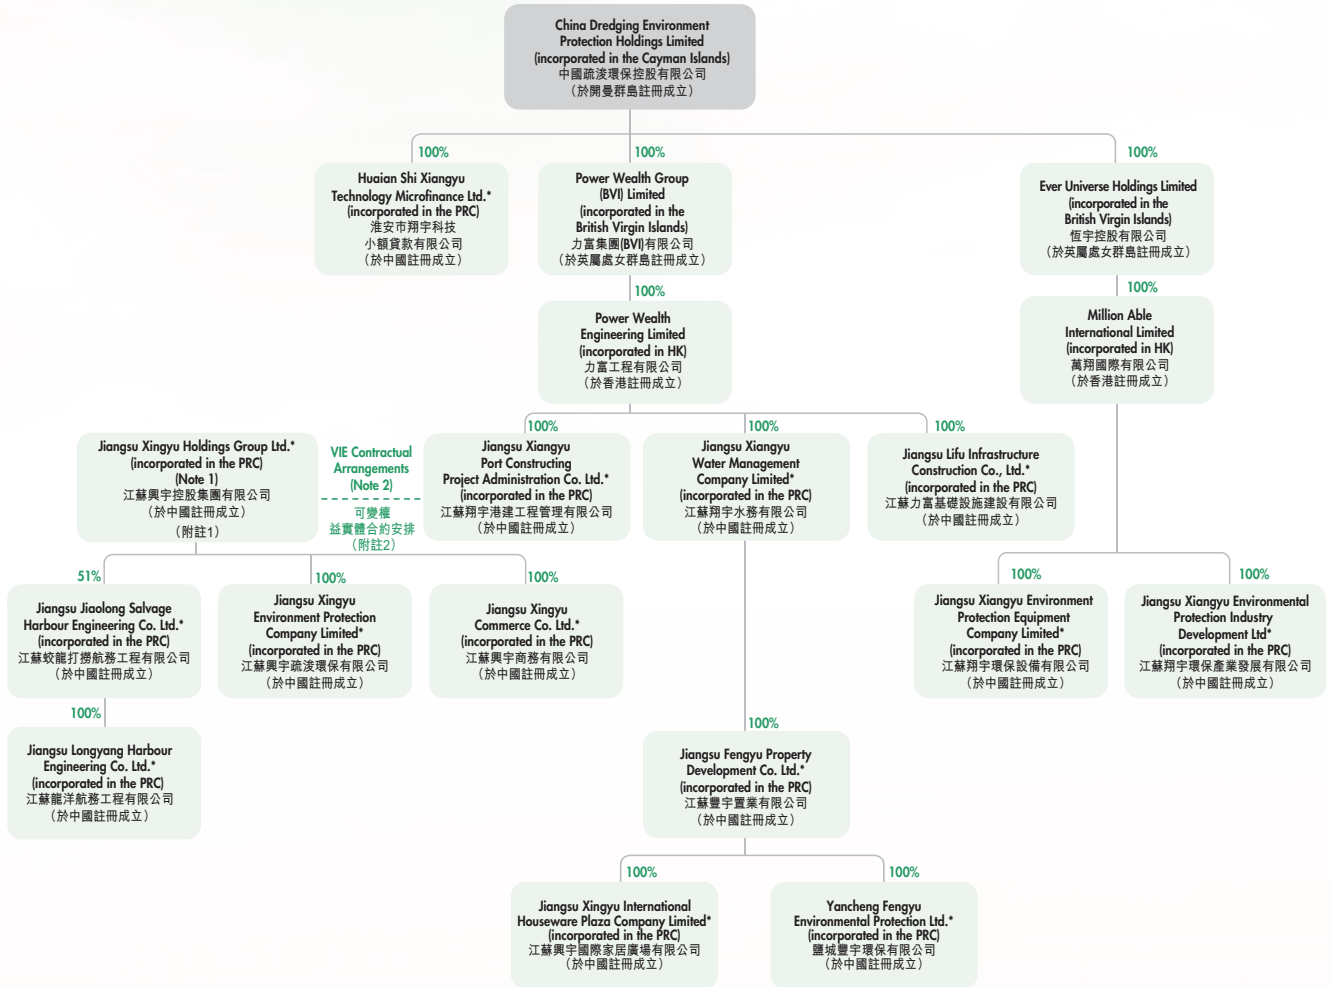 China Dredging Environment
Protection Holdings Limited
(incorporated in the Cayman Islands)
中國疏浚環保控股有限公司
（於開曼群島註冊成立）
100%
100%
100%
Huaian Shi Xiangyu
Technology Microfinance Ltd.*
(incorporated in the PRC)
淮安市翔宇科技
小額貸款有限公司
（於中國註冊成立）
Power Wealth Group
(BVI) Limited
(incorporated in the
British Virgin Islands)
力富集團(BVI)有限公司
（於英屬處女群島註冊成立）
Ever Universe Holdings Limited
(incorporated in the
British Virgin Islands)
恆宇控股有限公司
（於英屬處女群島註冊成立）
100%
100%
Power Wealth
Engineering Limited
(incorporated in HK)
力富工程有限公司
（於香港註冊成立）
Million Able
International Limited
(incorporated in HK)
萬翔國際有限公司
（於香港註冊成立）
100%
100%
100%
Jiangsu Xingyu Holdings Group Ltd.*
(incorporated in the PRC)
(Note 1)
江蘇興宇控股集團有限公司
（於中國註冊成立）
（附註1）
VIE Contractual
Arrangements
(Note 2)
可變權
益實體合約安排
（附註2）
Jiangsu Xiangyu
Port Constructing
Project Administration Co. Ltd.*
(incorporated in the PRC)
江蘇翔宇港建工程管理有限公司
（於中國註冊成立）
Jiangsu Xiangyu
Water Management
Company Limited*
(incorporated in the PRC)
江蘇翔宇水務有限公司
（於中國註冊成立）
Jiangsu Lifu Infrastructure
Construction Co., Ltd.*
(incorporated in the PRC)
江蘇力富基礎設施建設有限公司
（於中國註冊成立）
51%
100%
100%
100%
100%
Jiangsu Jiaolong Salvage
Harbour Engineering Co. Ltd.*
(incorporated in the PRC)
江蘇蛟龍打撈航務工程有限公司
（於中國註冊成立）
Jiangsu Xingyu
Environment Protection
Company Limited*
(incorporated in the PRC)
江蘇興宇疏浚環保有限公司
（於中國註冊成立）
Jiangsu Xingyu
Commerce Co. Ltd.*
(incorporated in the PRC)
江蘇興宇商務有限公司
（於中國註冊成立）
Jiangsu Xiangyu Environment
Protection Equipment
Company Limited*
(incorporated in the PRC)
江蘇翔宇環保設備有限公司
（於中國註冊成立）
Jiangsu Xiangyu Environmental
Protection Industry
Development Ltd*
(incorporated in the PRC)
江蘇翔宇環保產業發展有限公司
（於中國註冊成立）
100%
100%
Jiangsu Longyang Harbour
Engineering Co. Ltd.*
(incorporated in the PRC)
江蘇龍洋航務工程有限公司
（於中國註冊成立）
Jiangsu Fengyu Property
Development Co. Ltd.*
(incorporated in the PRC)
江蘇豐宇置業有限公司
（於中國註冊成立）
100%
100%
Jiangsu Xingyu International
Houseware Plaza Company Limited*
(incorporated in the PRC)
江蘇興宇國際家居廣場有限公司
（於中國註冊成立）
Yancheng Fengyu
Environmental Protection Ltd.*
(incorporated in the PRC)
鹽城豐宇環保有限公司
（於中國註冊成立）